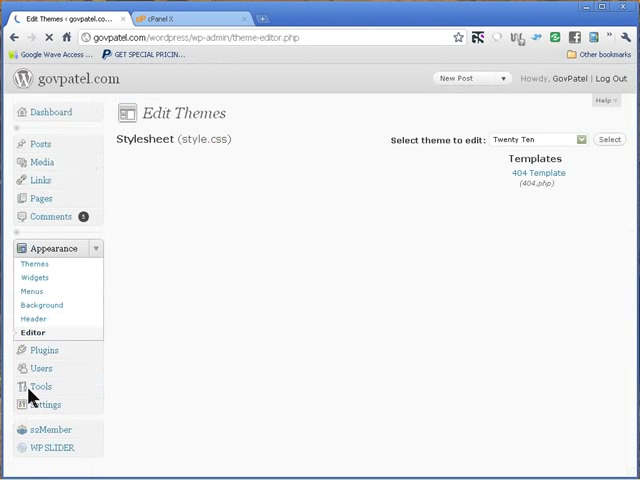 Edit Themes ‹ govpatel.co...
cPanel X
govpatel.com/wordpress/wp-admin/theme-editor.php
Google Wave Access ...
GET SPECIAL PRICIN...
Other bookmarks
govpatel.com
New Post
Howdy, GovPatel | Log Out
Help
Dashboard
Edit Themes
Stylesheet (style.css)
Select theme to edit:
Twenty Ten
Select
Posts
Media
Links
Pages
Comments 5
Templates
404 Template
(404.php)
Appearance
Themes
Widgets
Menus
Background
Header
Editor
Plugins
Users
Tools
Settings
s2Member
WP SLIDER